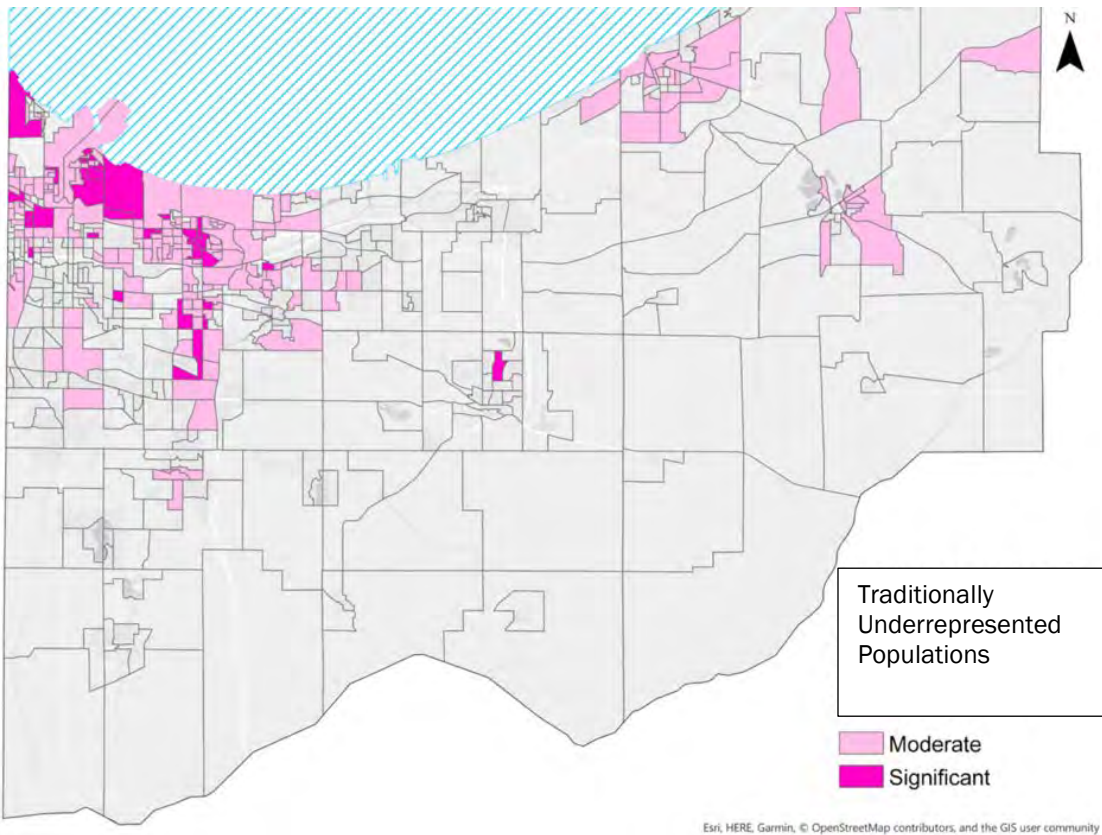 N
Traditionally
Underrepresented
Populations
Moderate
Significant
Esri, HERE, Garmin, © OpenStreetMap contributors, and the GIS user community